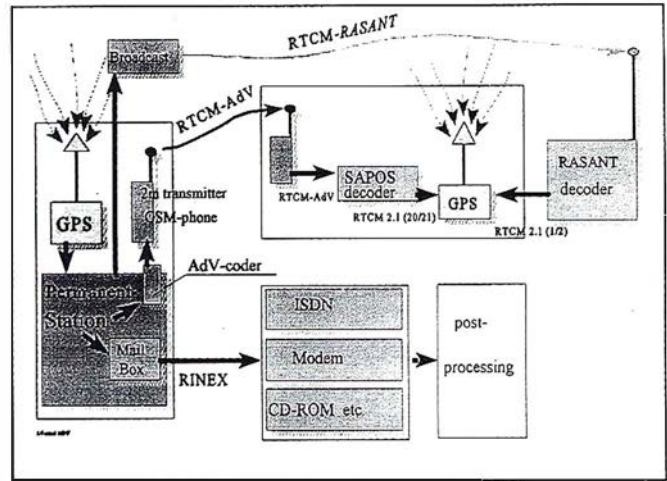 RTCM-RASANT
Broadcast
RTCM-AdV
2m transmitter
GSM-phone
GPS
AdV-coder
Permanent
Station
Mail
Box
RINEX
RTCM-AdV
SAPOS
decoder
RTCM 2.1 (20/21)
GPS
RTCM 2.1 (1/2)
RASANT
decoder
ISDN
Modem
CD-ROM etc
post-
processing